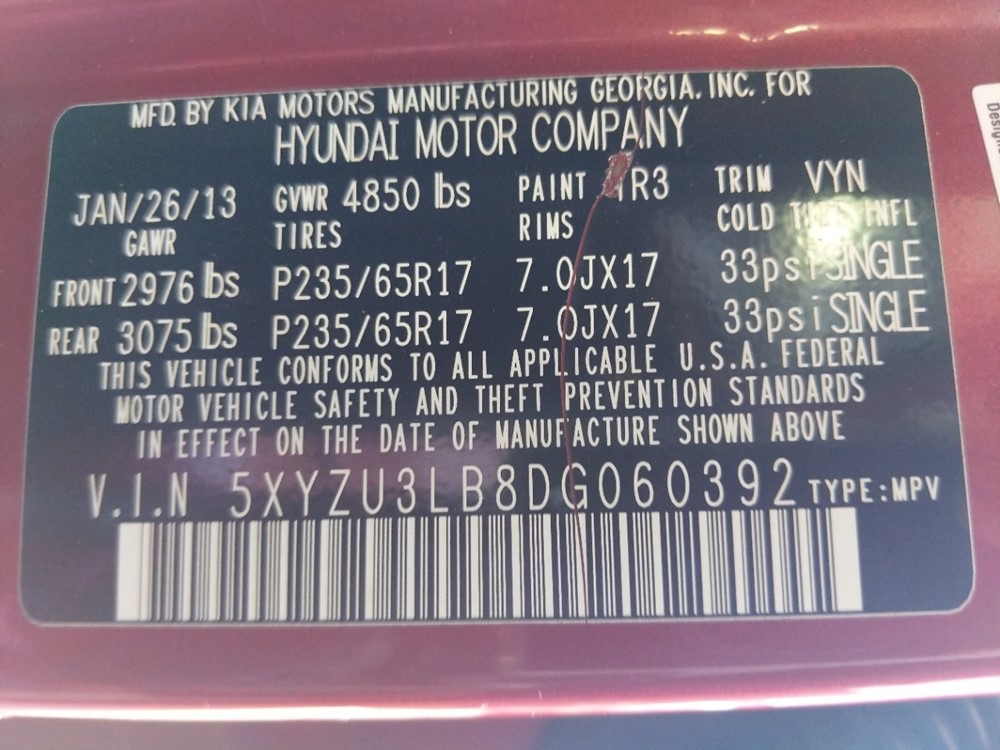 MFD. BY KIA MOTORS MANUFACTURING GEORGIA, INC. FOR
HYUNDAI MOTOR COMPANY
JAN/26/13 GVWR 4850 lbs PAINT TRIM VYN
GAWR TIRES RIMS COLD INFL
FRONT 2976 lbs P235/65R17 7.0JX17 33psi SINGLE
REAR 3075 lbs P235/65R17 7.0JX17 33psi SINGLE
THIS VEHICLE CONFORMS TO ALL APPLICABLE U.S.A. FEDERAL
MOTOR VEHICLE SAFETY AND THEFT PREVENTION STANDARDS
IN EFFECT ON THE DATE OF MANUFACTURE SHOWN ABOVE
V.I.N 5XYZU3LB8DG060392 TYPE:MPV